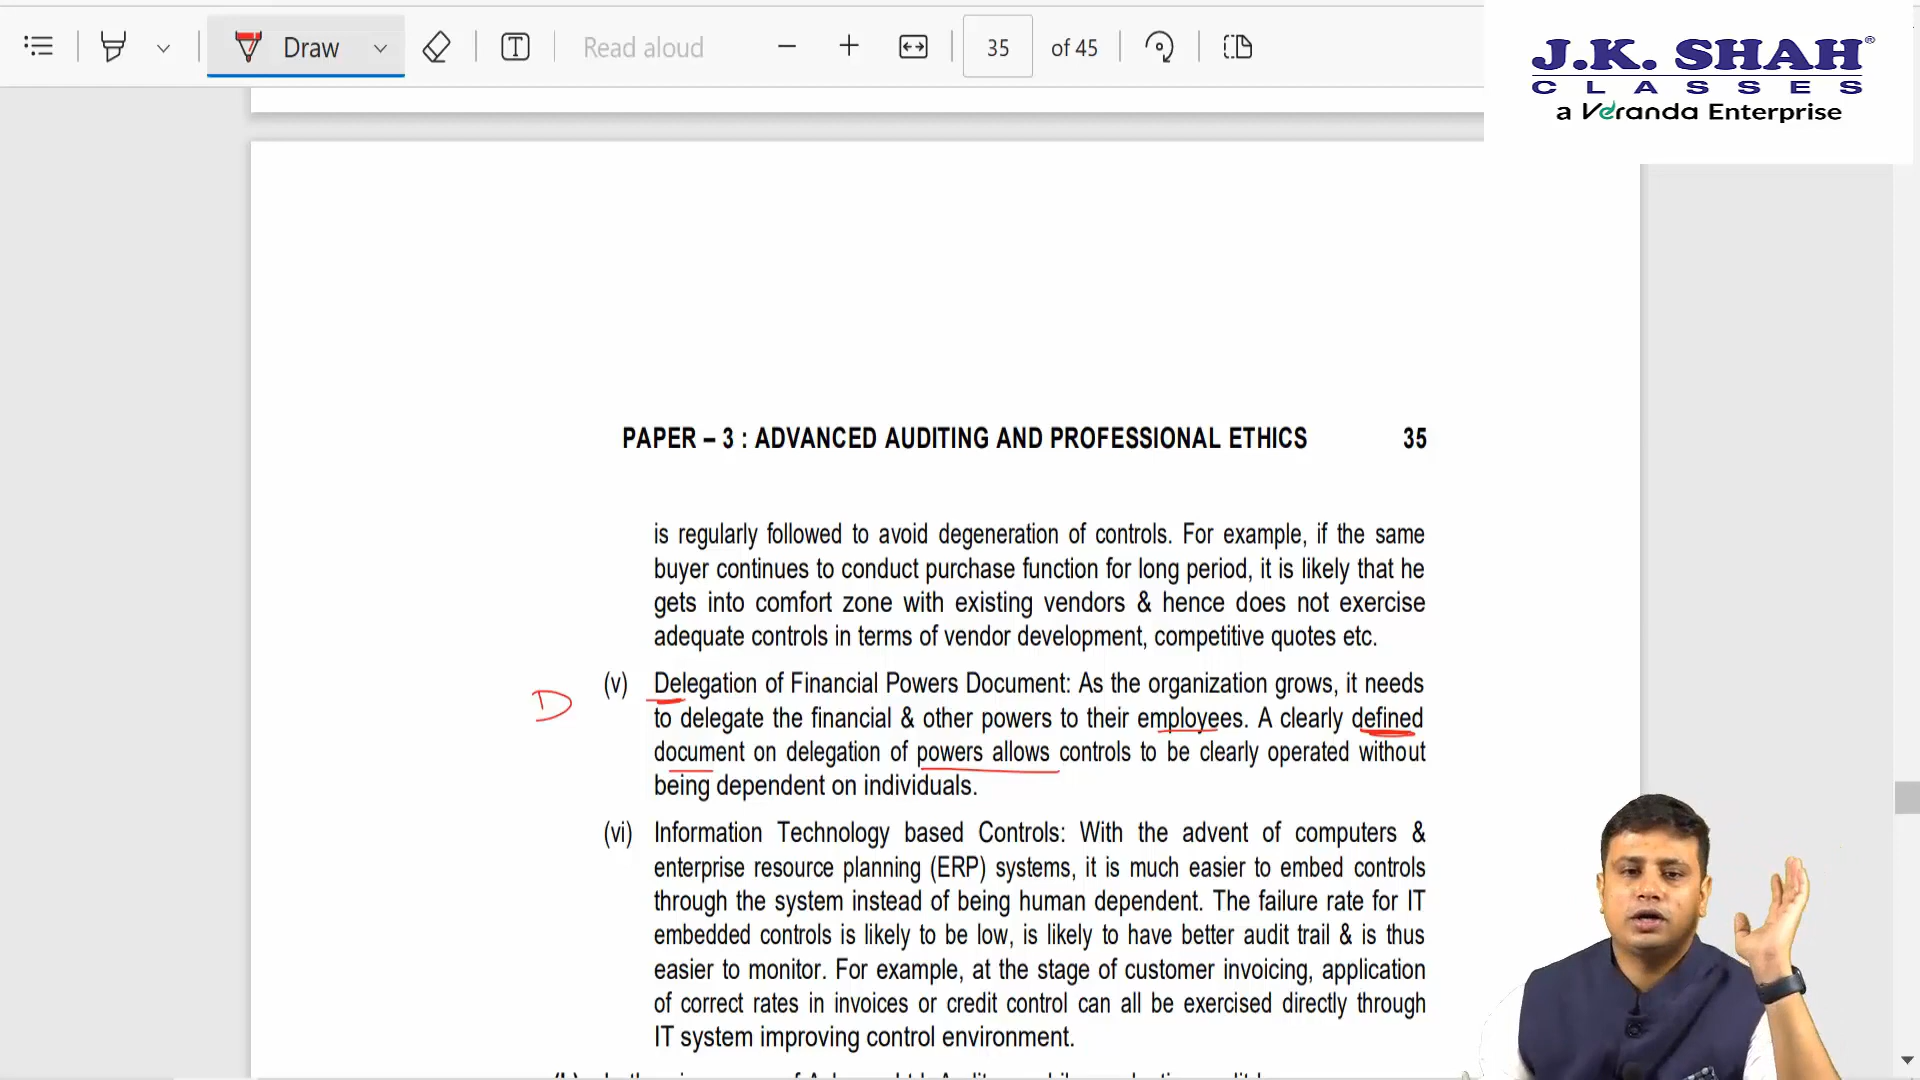 Draw
Read aloud
35
of 45
J.K. SHAH®
CLASSES
a Veranda Enterprise
PAPER – 3 : ADVANCED AUDITING AND PROFESSIONAL ETHICS 35
is regularly followed to avoid degeneration of controls. For example, if the same
buyer continues to conduct purchase function for long period, it is likely that he
gets into comfort zone with existing vendors & hence does not exercise
adequate controls in terms of vendor development, competitive quotes etc.
(v) Delegation of Financial Powers Document: As the organization grows, it needs
D
to delegate the financial & other powers to their employees. A clearly defined
document on delegation of powers allows controls to be clearly operated without
being dependent on individuals.
(vi) Information Technology based Controls: With the advent of computers &
enterprise resource planning (ERP) systems, it is much easier to embed controls
through the system instead of being human dependent. The failure rate for IT
embedded controls is likely to be low, is likely to have better audit trail & is thus
easier to monitor. For example, at the stage of customer invoicing, application
of correct rates in invoices or credit control can all be exercised directly through
IT system improving control environment.